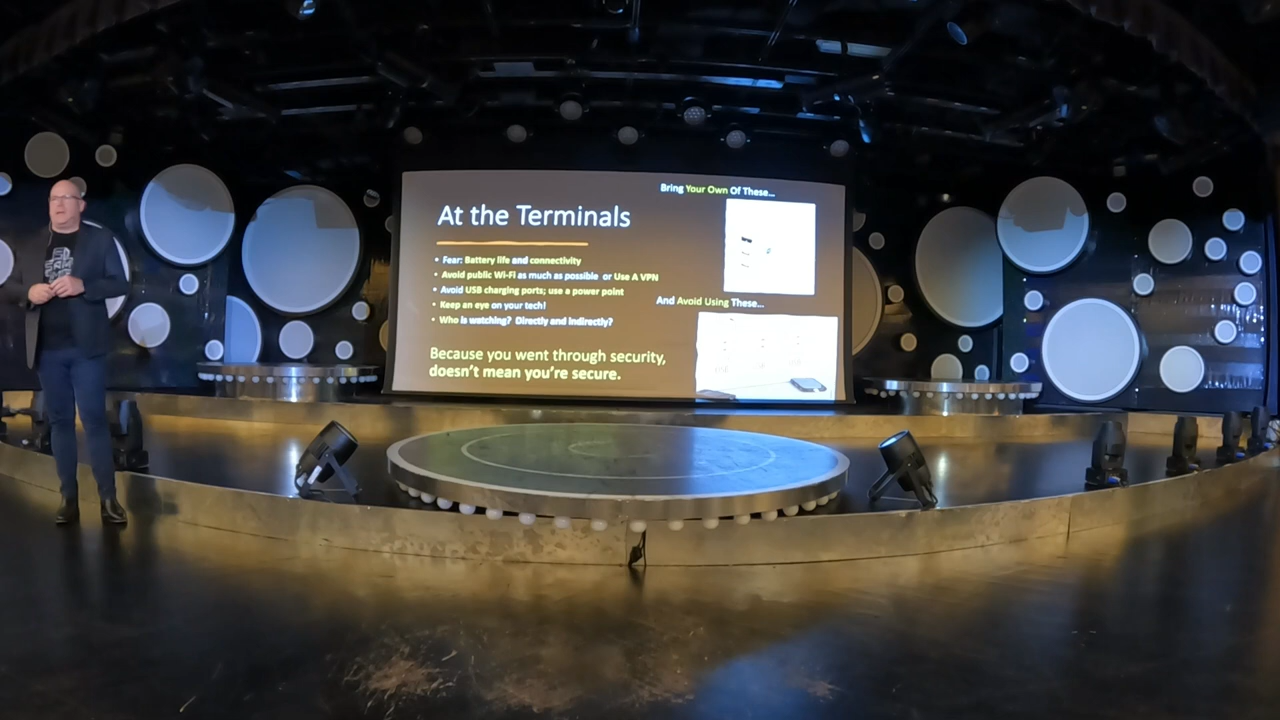 Bring Your Own Of These...
At the Terminals
• Fear: Battery life and connectivity
• Avoid public Wi-Fi as much as possible or Use A VPN
• Avoid USB charging ports; use a power point
• Keep an eye on your tech!
• Who is watching? Directly and Indirectly?
And Avoid Using These...
Because you went through security,
doesn't mean you're secure.